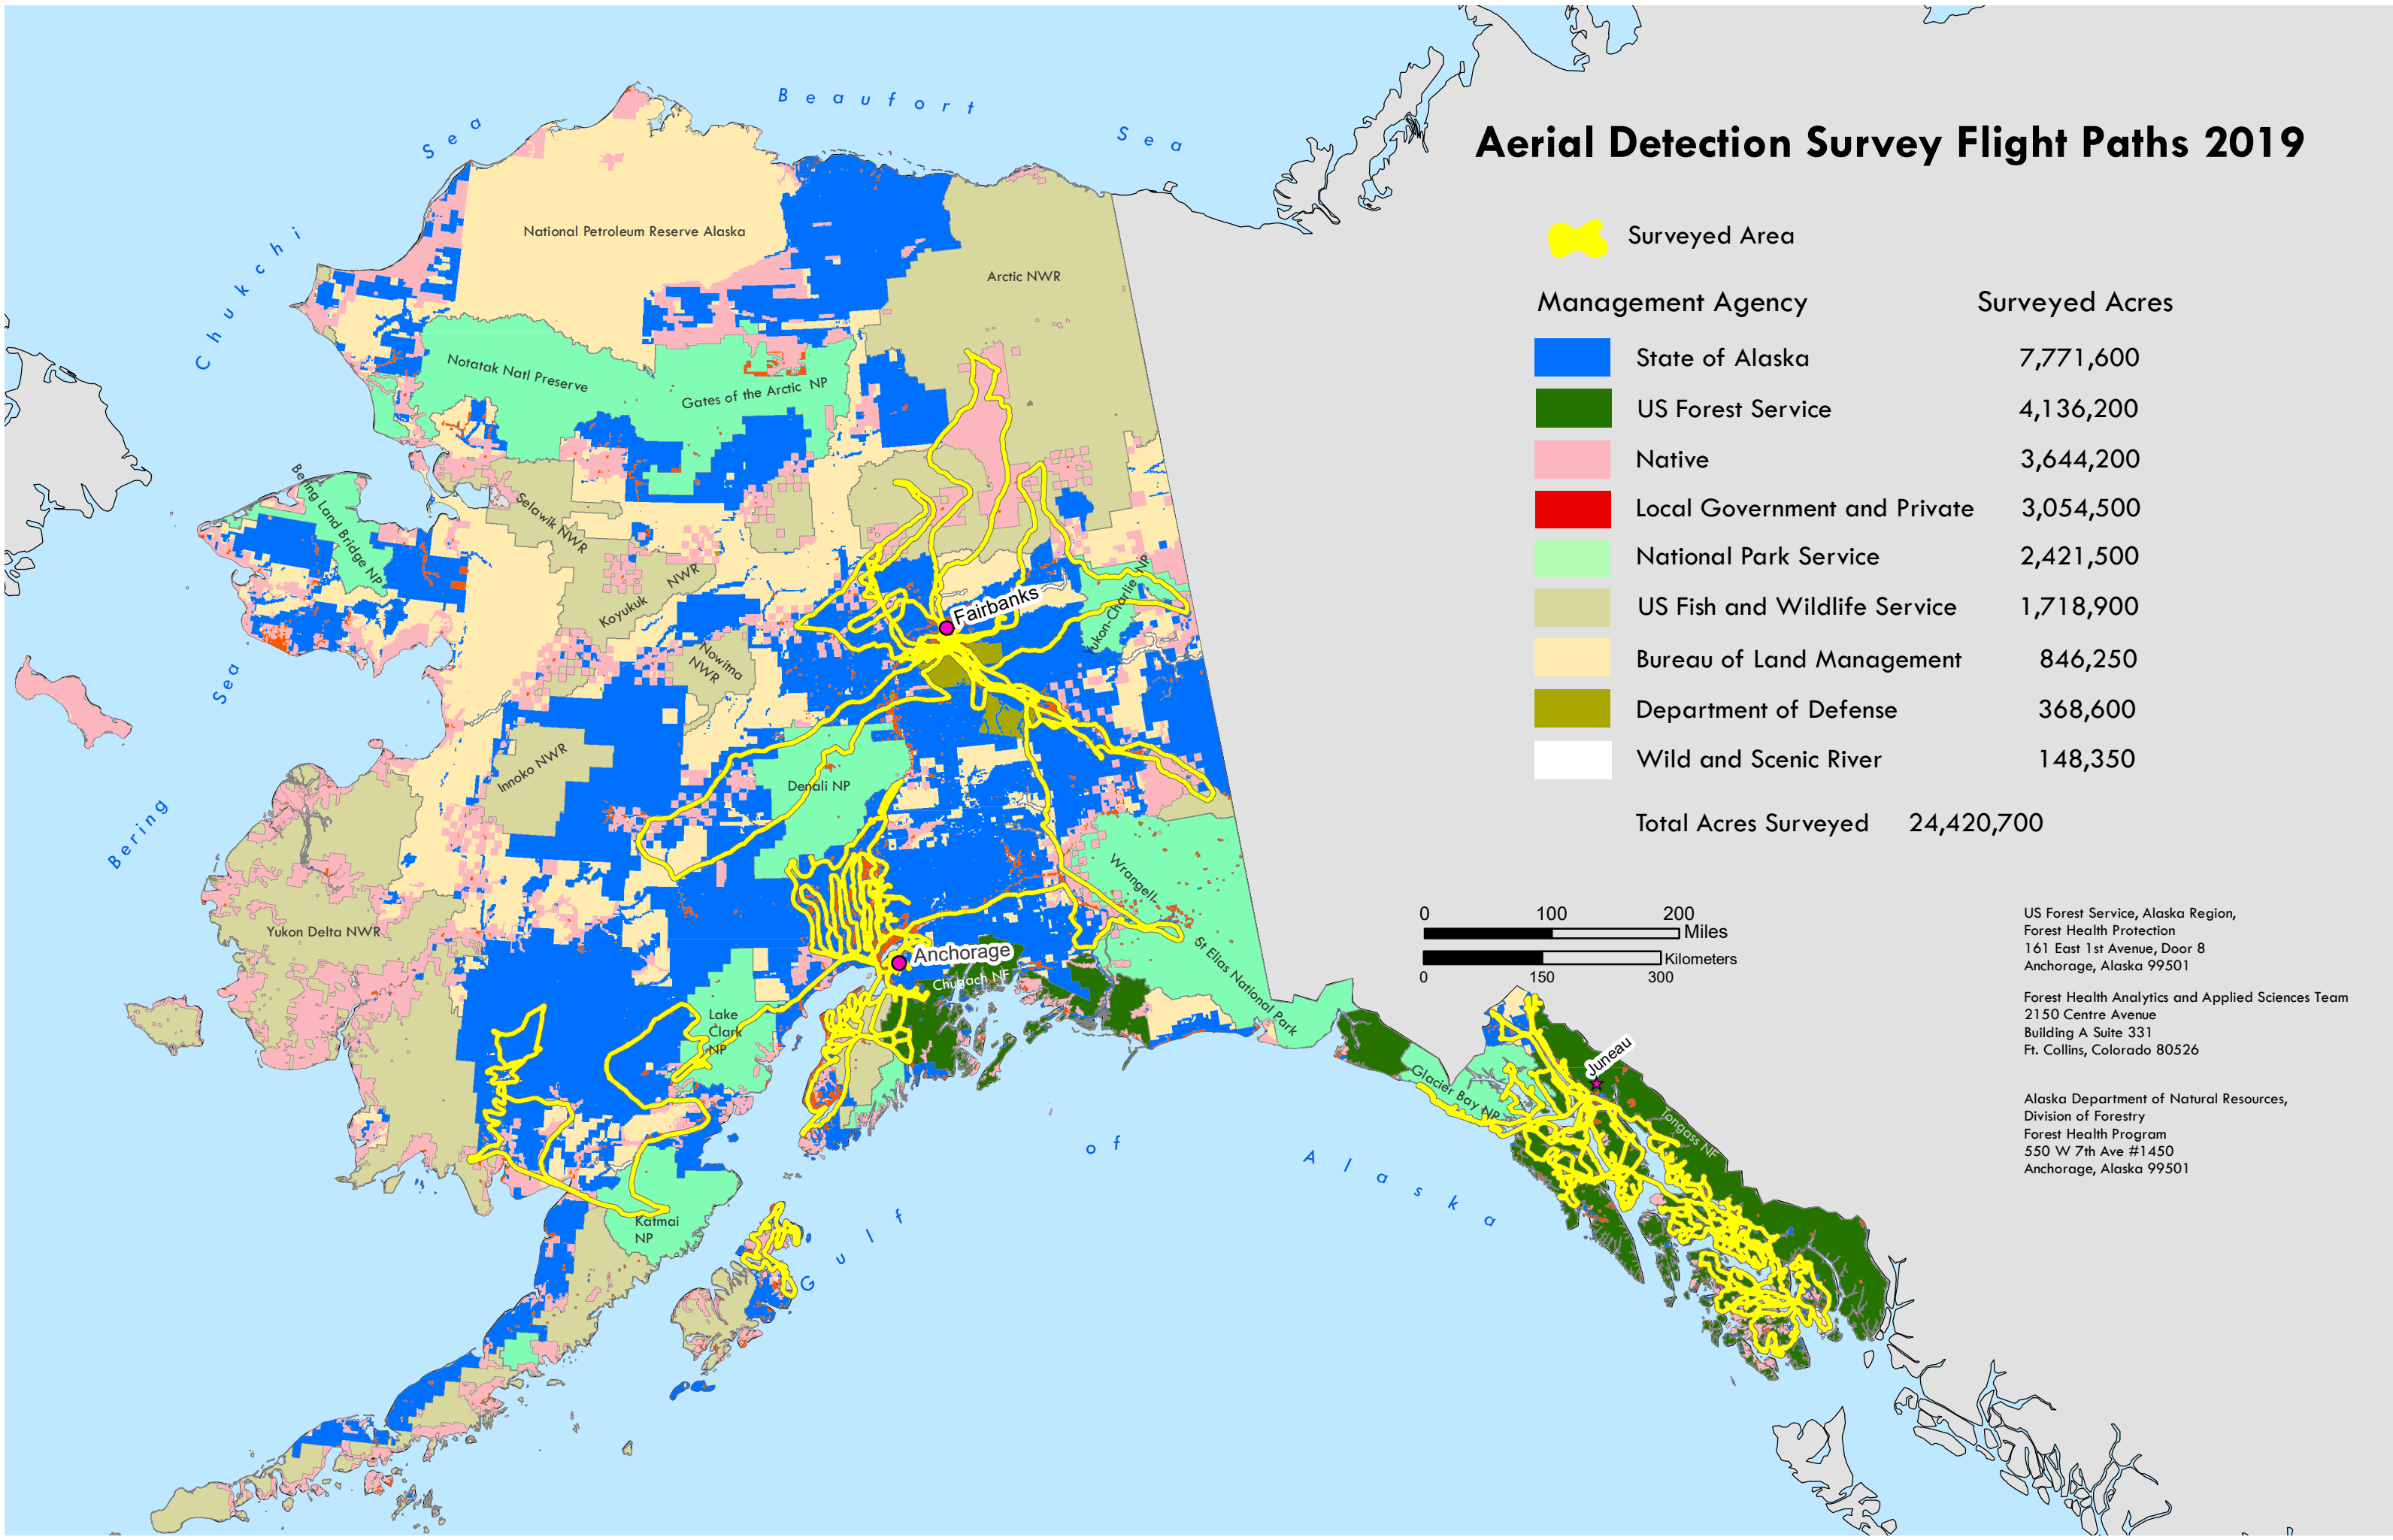 Beaufort Sea
Chukchi Sea
Aerial Detection Survey Flight Paths 2019
Surveyed Area
Management Agency Surveyed Acres
State of Alaska 7,771,600
US Forest Service 4,136,200
Native 3,644,200
Local Government and Private 3,054,500
National Park Service 2,421,500
US Fish and Wildlife Service 1,718,900
Bureau of Land Management 846,250
Department of Defense 368,600
Wild and Scenic River 148,350
Total Acres Surveyed 24,420,700
0 100 200
Miles
Kilometers
0 150 300
US Forest Service, Alaska Region,
Forest Health Protection
161 East 1st Avenue, Door 8
Anchorage, Alaska 99501
Forest Health Analytics and Applied Sciences Team
2150 Centre Avenue
Building A Suite 331
Ft. Collins, Colorado 80526
Alaska Department of Natural Resources,
Division of Forestry
Forest Health Program
550 W 7th Ave #1450
Anchorage, Alaska 99501
National Petroleum Reserve Alaska
Arctic NWR
Notatak Natl Preserve
Gates of the Arctic NP
Bering Land Bridge NP
Selawik NWR
Koyukuk NWR
Fairbanks
Yukon-Charlie NP
Nowitna
NWR
Innoko NWR
Denali NP
Bering Sea
Yukon Delta NWR
Wrangell-
St Elias National Park
Anchorage
Chugach NF
Lake
Clark
NP
Juneau
Glacier Bay NP
Tongass NF
Katmai
NP
Gulf of Alaska